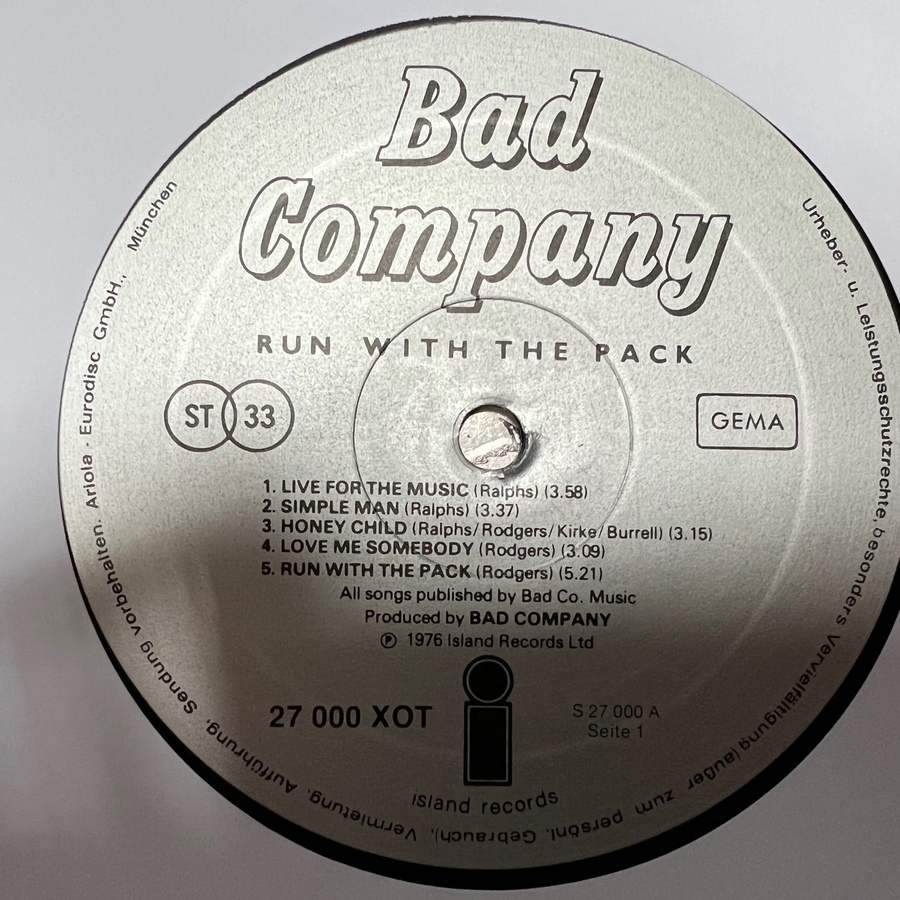 Bad
Company
RUN WITH THE PACK
ST 33
GEMA
1. LIVE FOR THE MUSIC (Ralphs) (3.58)
2. SIMPLE MAN (Ralphs) (3.37)
3. HONEY CHILD (Ralphs/Rodgers/Kirke/Burrell) (3.15)
4. LOVE ME SOMEBODY (Rodgers) (3.09)
5. RUN WITH THE PACK (Rodgers) (5.21)
All songs published by Bad Co. Music
Produced by BAD COMPANY
℗ 1976 Island Records Ltd
27 000 XOT
S 27 000 A
Seite 1
island records
Urheber- u. Leistungsschutzrechte, besonders Vervielfältigung (außer zum persönl. Gebrauch), Vermietung, Aufführung, Sendung vorbehalten. Ariola - Eurodisc GmbH., München